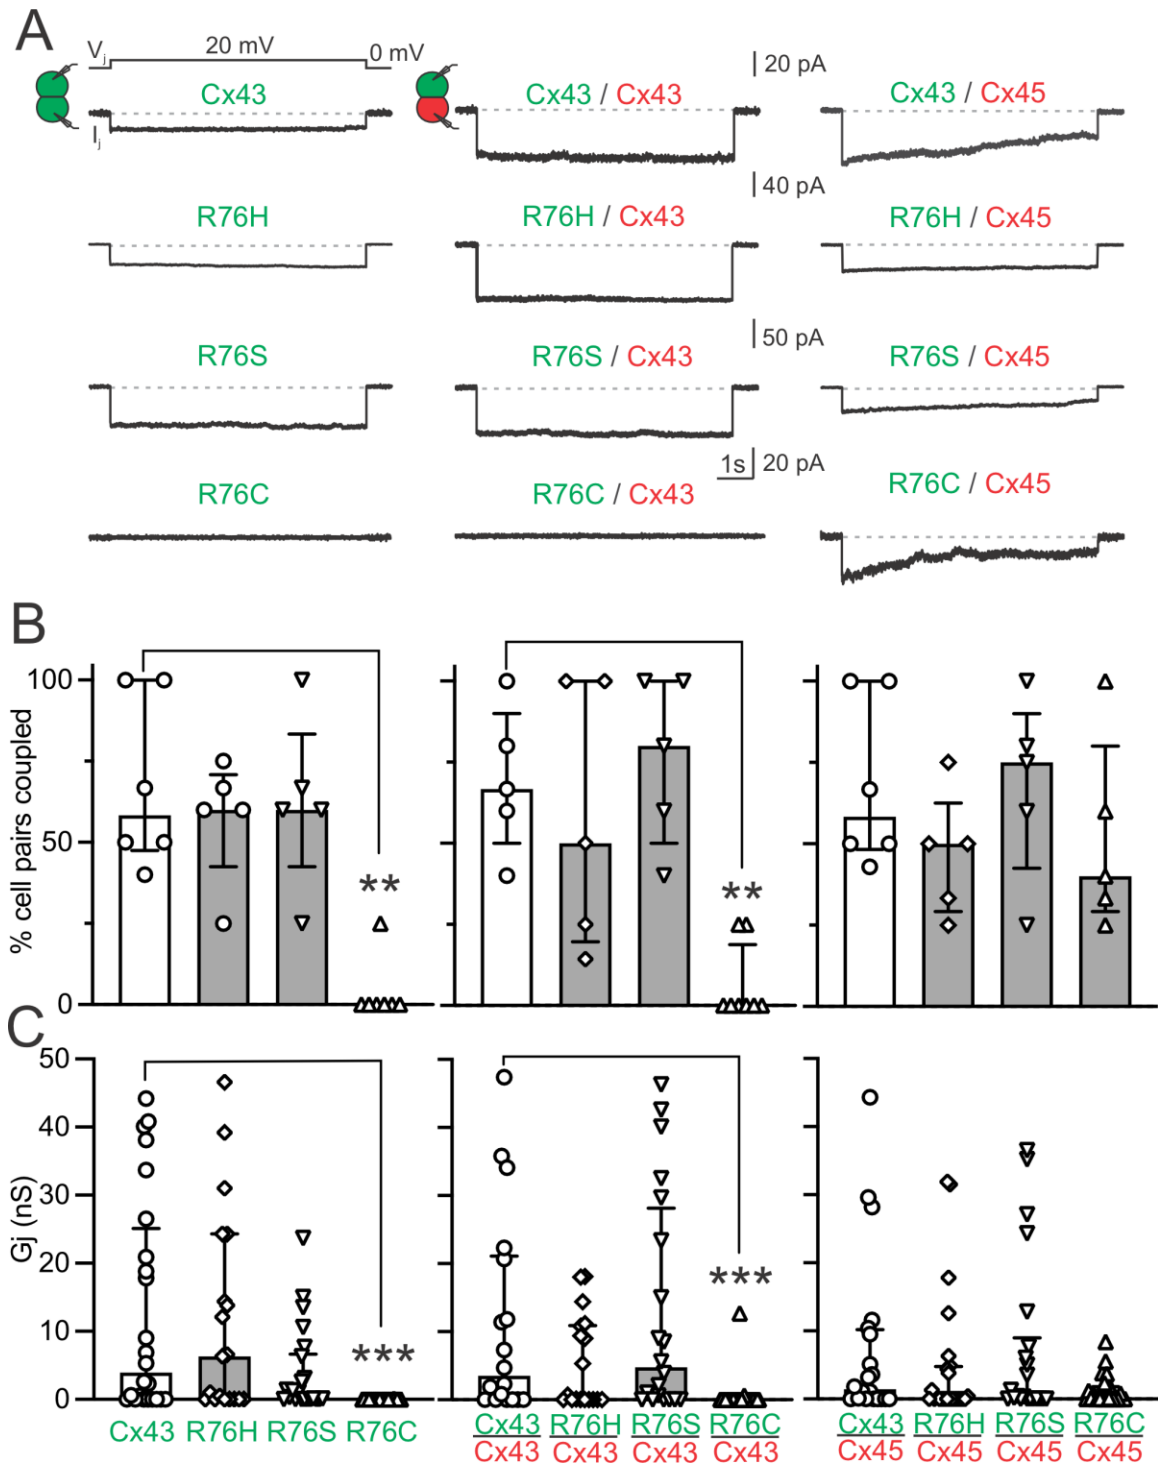 A
Vj 20 mV 0 mV
Cx43
Ij
Cx43 / Cx43
20 pA
Cx43 / Cx45
R76H
R76H / Cx43
40 pA
R76H / Cx45
R76S
R76S / Cx43
50 pA
R76S / Cx45
R76C
R76C / Cx43
1s 20 pA
R76C / Cx45
B
% cell pairs coupled
100
50
0
**
**
C
Gj (nS)
50
40
30
20
10
0
***
***
Cx43 R76H R76S R76C
Cx43 R76H R76S R76C
Cx43 Cx43 Cx43 Cx43
Cx43 R76H R76S R76C
Cx45 Cx45 Cx45 Cx45